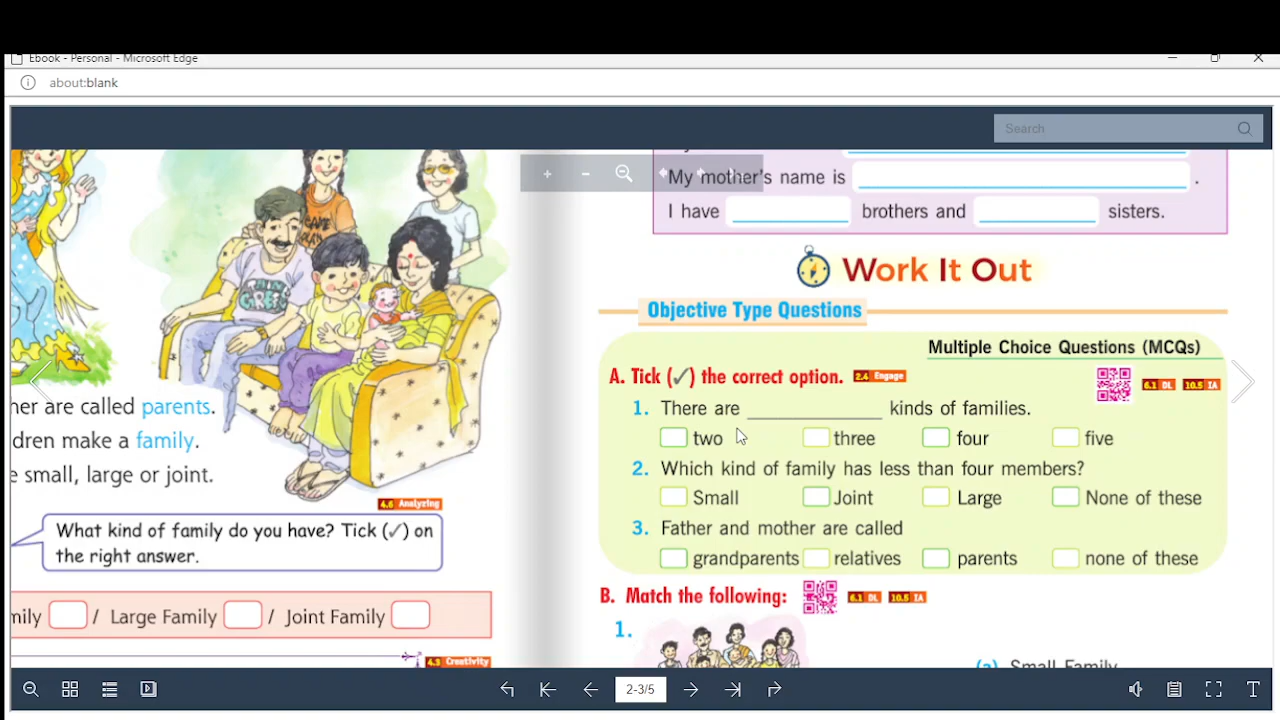 Ebook - Personal - Microsoft Edge
about:blank
Search
THINK GREEN
her are called parents.
dren make a family.
e small, large or joint.
4.6 Analyzing
What kind of family do you have? Tick (✓) on
the right answer.
mily / Large Family / Joint Family
4.3 Creativity
My mother's name is .
I have brothers and sisters.
Work It Out
Objective Type Questions
Multiple Choice Questions (MCQs)
A. Tick (✓) the correct option. 2.4 Engage
6.1 DL 10.5 IA
1. There are __________ kinds of families.
two three four five
2. Which kind of family has less than four members?
Small Joint Large None of these
3. Father and mother are called
grandparents relatives parents none of these
B. Match the following: 6.1 DL 10.5 IA
1.
(a) Small Family
2-3/5